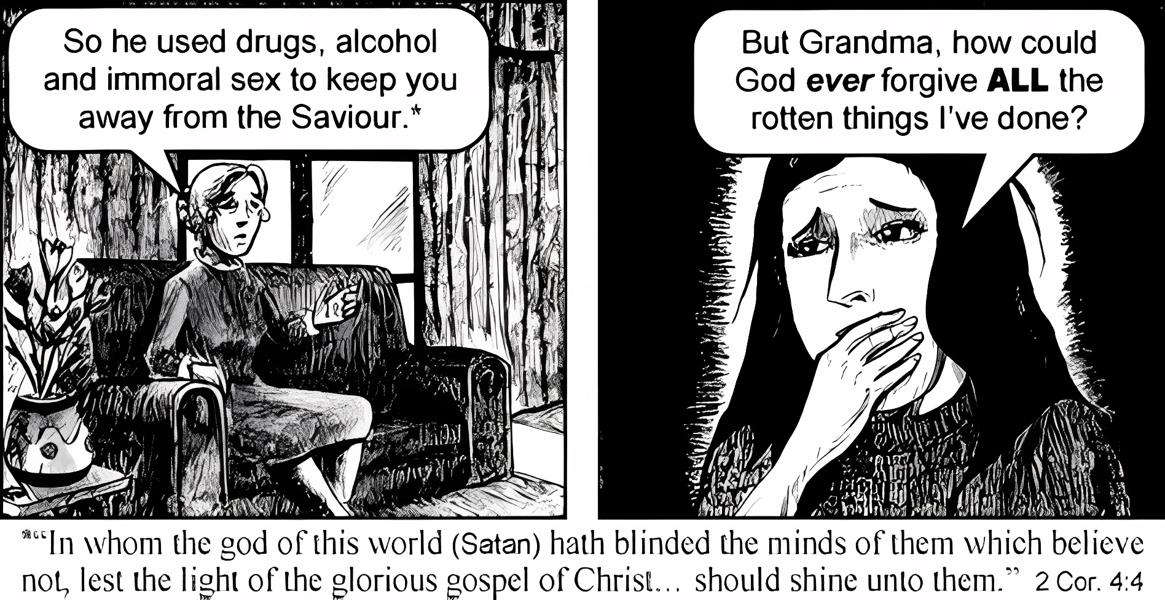 So he used drugs, alcohol
and immoral sex to keep you
away from the Saviour.*
But Grandma, how could
God ever forgive ALL the
rotten things I've done?
*“In whom the god of this world (Satan) hath blinded the minds of them which believe
not, lest the light of the glorious gospel of Christ... should shine unto them.” 2 Cor. 4:4